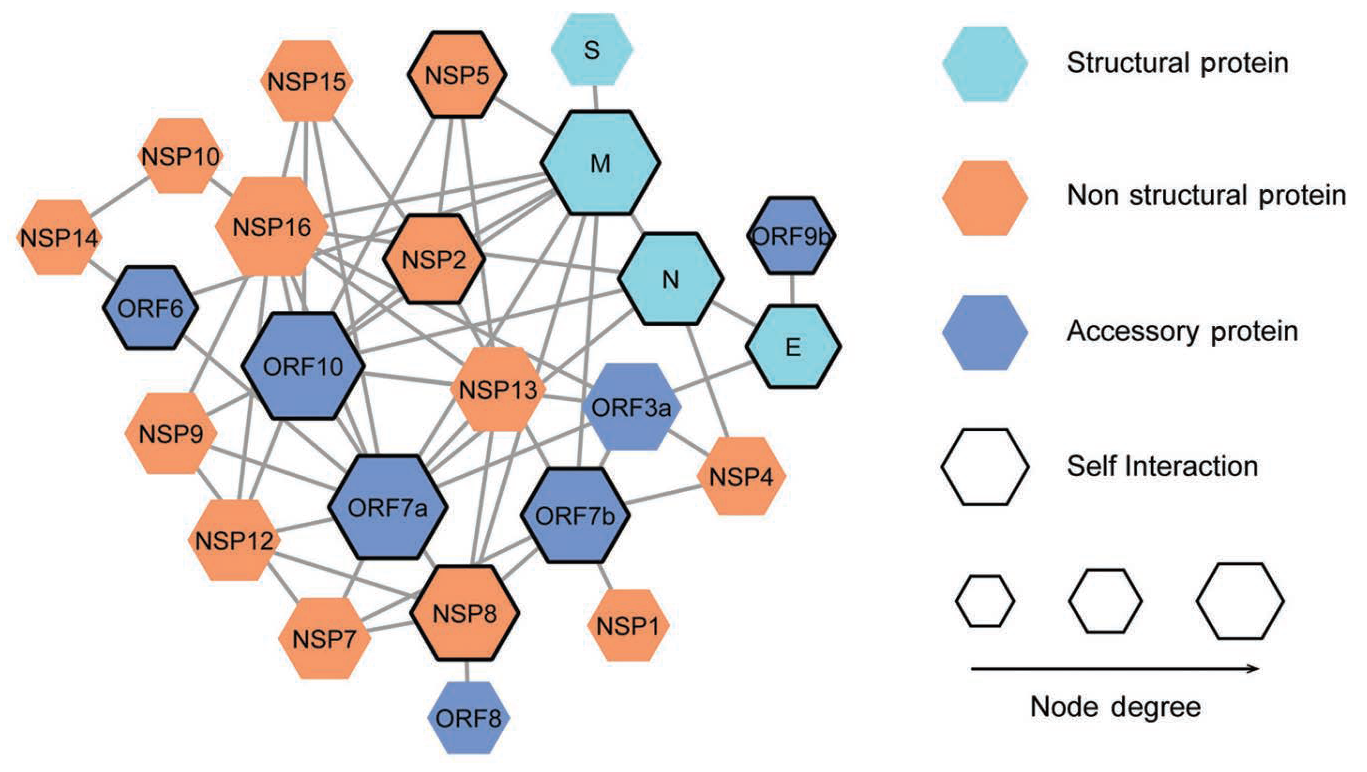 S
NSP15
NSP5
Structural protein
NSP10
M
Non structural protein
NSP16
NSP14
ORF9b
NSP2
N
ORF6
Accessory protein
E
ORF10
NSP13
ORF3a
NSP9
Self Interaction
NSP4
ORF7a
ORF7b
NSP12
NSP8
NSP1
NSP7
Node degree
ORF8